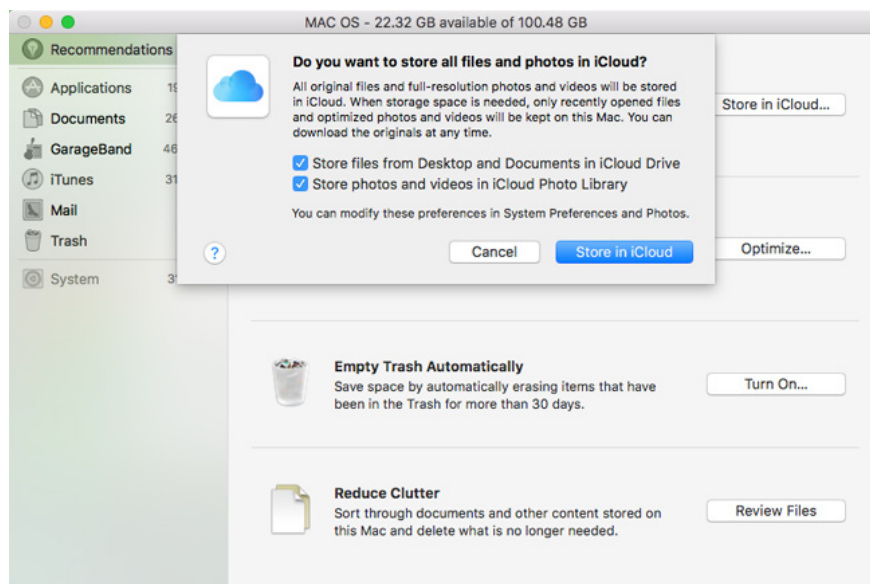 MAC OS - 22.32 GB available of 100.48 GB
Recommendations
Applications 19
Documents 26
GarageBand 46
iTunes 31
Mail
Trash
System 3
Do you want to store all files and photos in iCloud?
All original files and full-resolution photos and videos will be stored
in iCloud. When storage space is needed, only recently opened files
and optimized photos and videos will be kept on this Mac. You can
download the originals at any time.
Store files from Desktop and Documents in iCloud Drive
Store photos and videos in iCloud Photo Library
You can modify these preferences in System Preferences and Photos.
?
Cancel
Store in iCloud
Store in iCloud...
Optimize...
Empty Trash Automatically
Save space by automatically erasing items that have
been in the Trash for more than 30 days.
Turn On...
Reduce Clutter
Sort through documents and other content stored on
this Mac and delete what is no longer needed.
Review Files